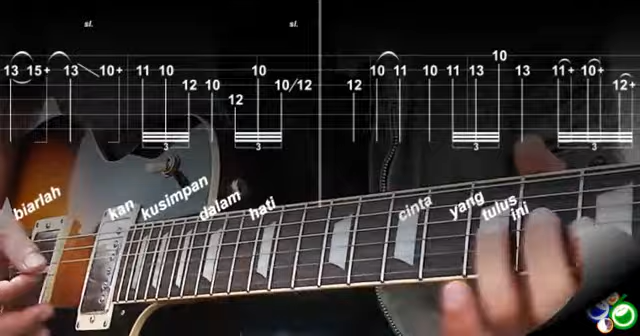 sl. sl.
13 15+ 13 10+ 11 10 12 10 12 10 10/12 12 10 11 10 11 13 10 13 11+ 10+ 12+
3 3 3 3
biarlah kan kusimpan dalam hati cinta yang tulus ini